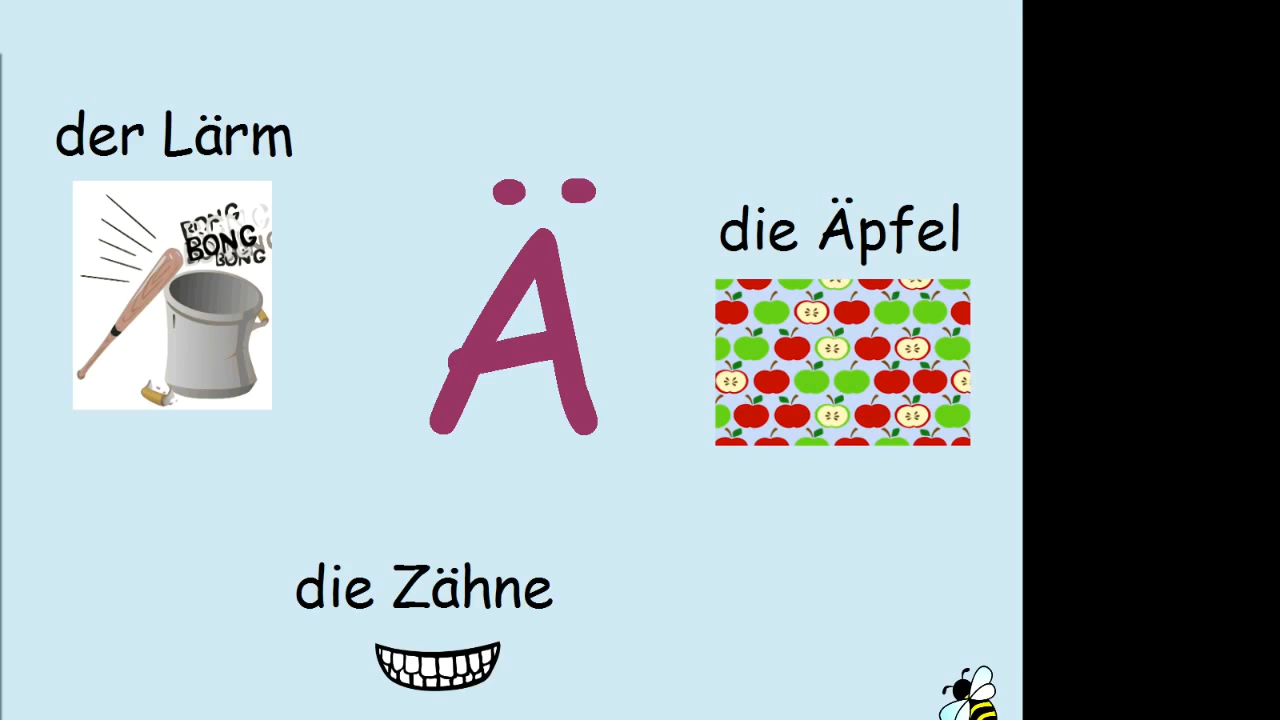 der Lärm
BONG
BONG
BONG
Ä
die Äpfel
die Zähne